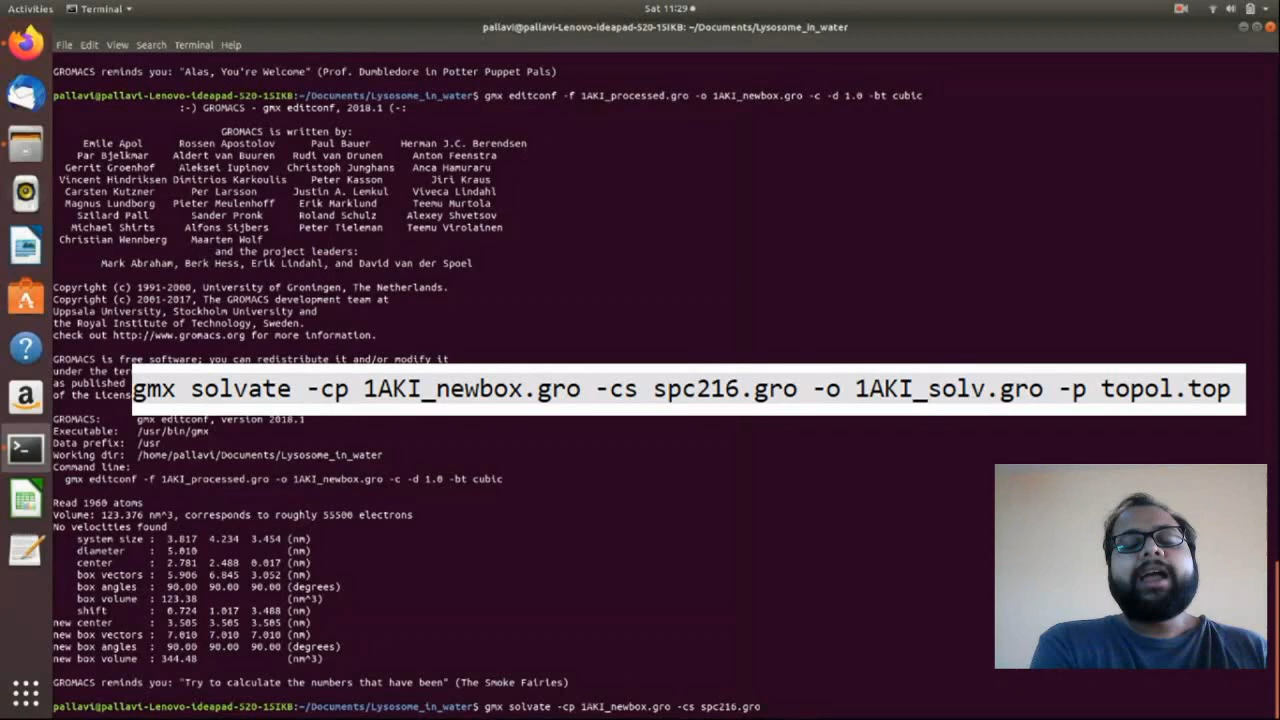 Activities Terminal Sat 11:29
pallavi@pallavi-Lenovo-ideapad-520-15IKB: ~/Documents/Lysosome_in_water
File Edit View Search Terminal Help
GROMACS reminds you: "Alas, You're Welcome" (Prof. Dumbledore in Potter Puppet Pals)
pallavi@pallavi-Lenovo-ideapad-520-15IKB:~/Documents/Lysosome_in_water$ gmx editconf -f 1AKI_processed.gro -o 1AKI_newbox.gro -c -d 1.0 -bt cubic
:-) GROMACS - gmx editconf, 2018.1 (-:
GROMACS is written by:
Emile Apol Rossen Apostolov Paul Bauer Herman J.C. Berendsen
Par Bjelkmar Aldert van Buuren Rudi van Drunen Anton Feenstra
Gerrit Groenhof Aleksei Iupinov Christoph Junghans Anca Hamuraru
Vincent Hindriksen Dimitrios Karkoulis Peter Kasson Jiri Kraus
Carsten Kutzner Per Larsson Justin A. Lemkul Viveca Lindahl
Magnus Lundborg Pieter Meulenhoff Erik Marklund Teemu Murtola
Szilard Pall Sander Pronk Roland Schulz Alexey Shvetsov
Michael Shirts Alfons Sijbers Peter Tieleman Teemu Virolainen
Christian Wennberg Maarten Wolf
and the project leaders:
Mark Abraham, Berk Hess, Erik Lindahl, and David van der Spoel
Copyright (c) 1991-2000, University of Groningen, The Netherlands.
Copyright (c) 2001-2017, The GROMACS development team at
Uppsala University, Stockholm University and
the Royal Institute of Technology, Sweden.
check out http://www.gromacs.org for more information.
GROMACS is free software; you can redistribute it and/or modify it
under the ter
as published
of the Licens
gmx solvate -cp 1AKI_newbox.gro -cs spc216.gro -o 1AKI_solv.gro -p topol.top
GROMACS: gmx editconf, version 2018.1
Executable: /usr/bin/gmx
Data prefix: /usr
Working dir: /home/pallavi/Documents/Lysosome_in_water
Command line:
gmx editconf -f 1AKI_processed.gro -o 1AKI_newbox.gro -c -d 1.0 -bt cubic
Read 1960 atoms
Volume: 123.376 nm^3, corresponds to roughly 55500 electrons
No velocities found
system size : 3.817 4.234 3.454 (nm)
diameter : 5.010 (nm)
center : 2.781 2.488 0.017 (nm)
box vectors : 5.906 6.845 3.052 (nm)
box angles : 90.00 90.00 90.00 (degrees)
box volume : 123.38 (nm^3)
shift : 0.724 1.017 3.488 (nm)
new center : 3.505 3.505 3.505 (nm)
new box vectors : 7.010 7.010 7.010 (nm)
new box angles : 90.00 90.00 90.00 (degrees)
new box volume : 344.48 (nm^3)
GROMACS reminds you: "Try to calculate the numbers that have been" (The Smoke Fairies)
pallavi@pallavi-Lenovo-ideapad-520-15IKB:~/Documents/Lysosome_in_water$ gmx solvate -cp 1AKI_newbox.gro -cs spc216.gro